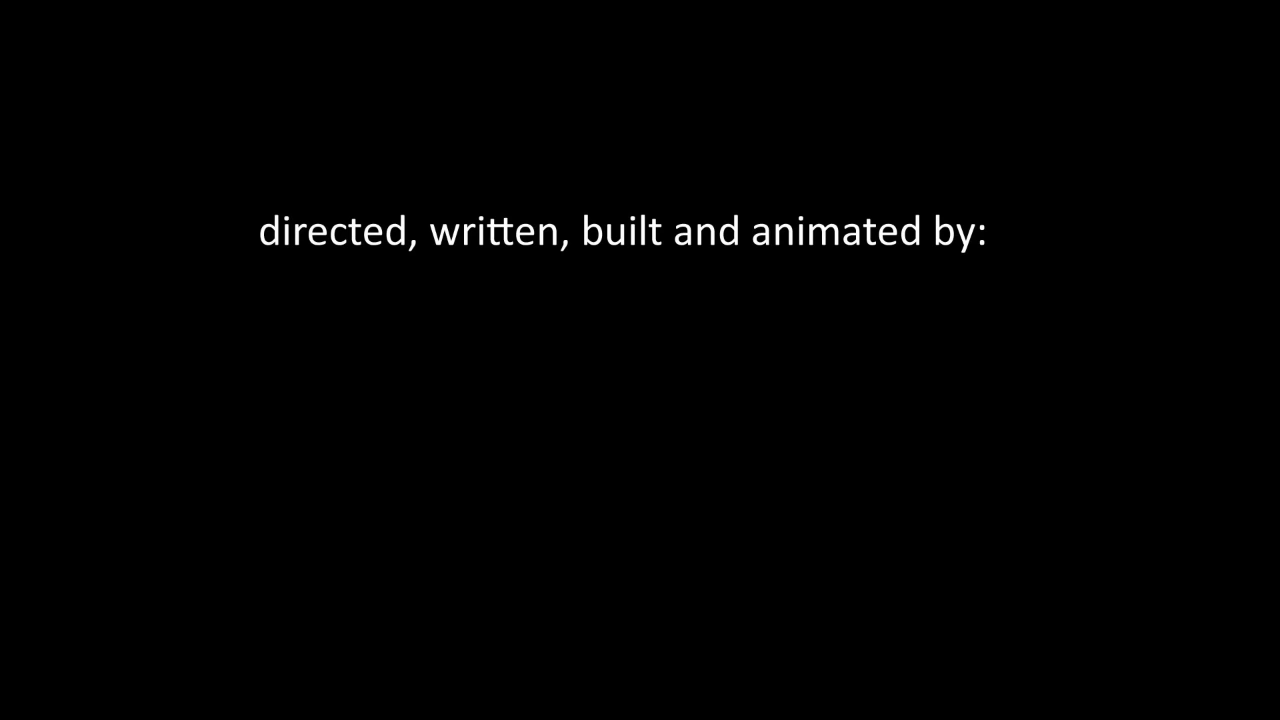 directed, written, built and animated by: